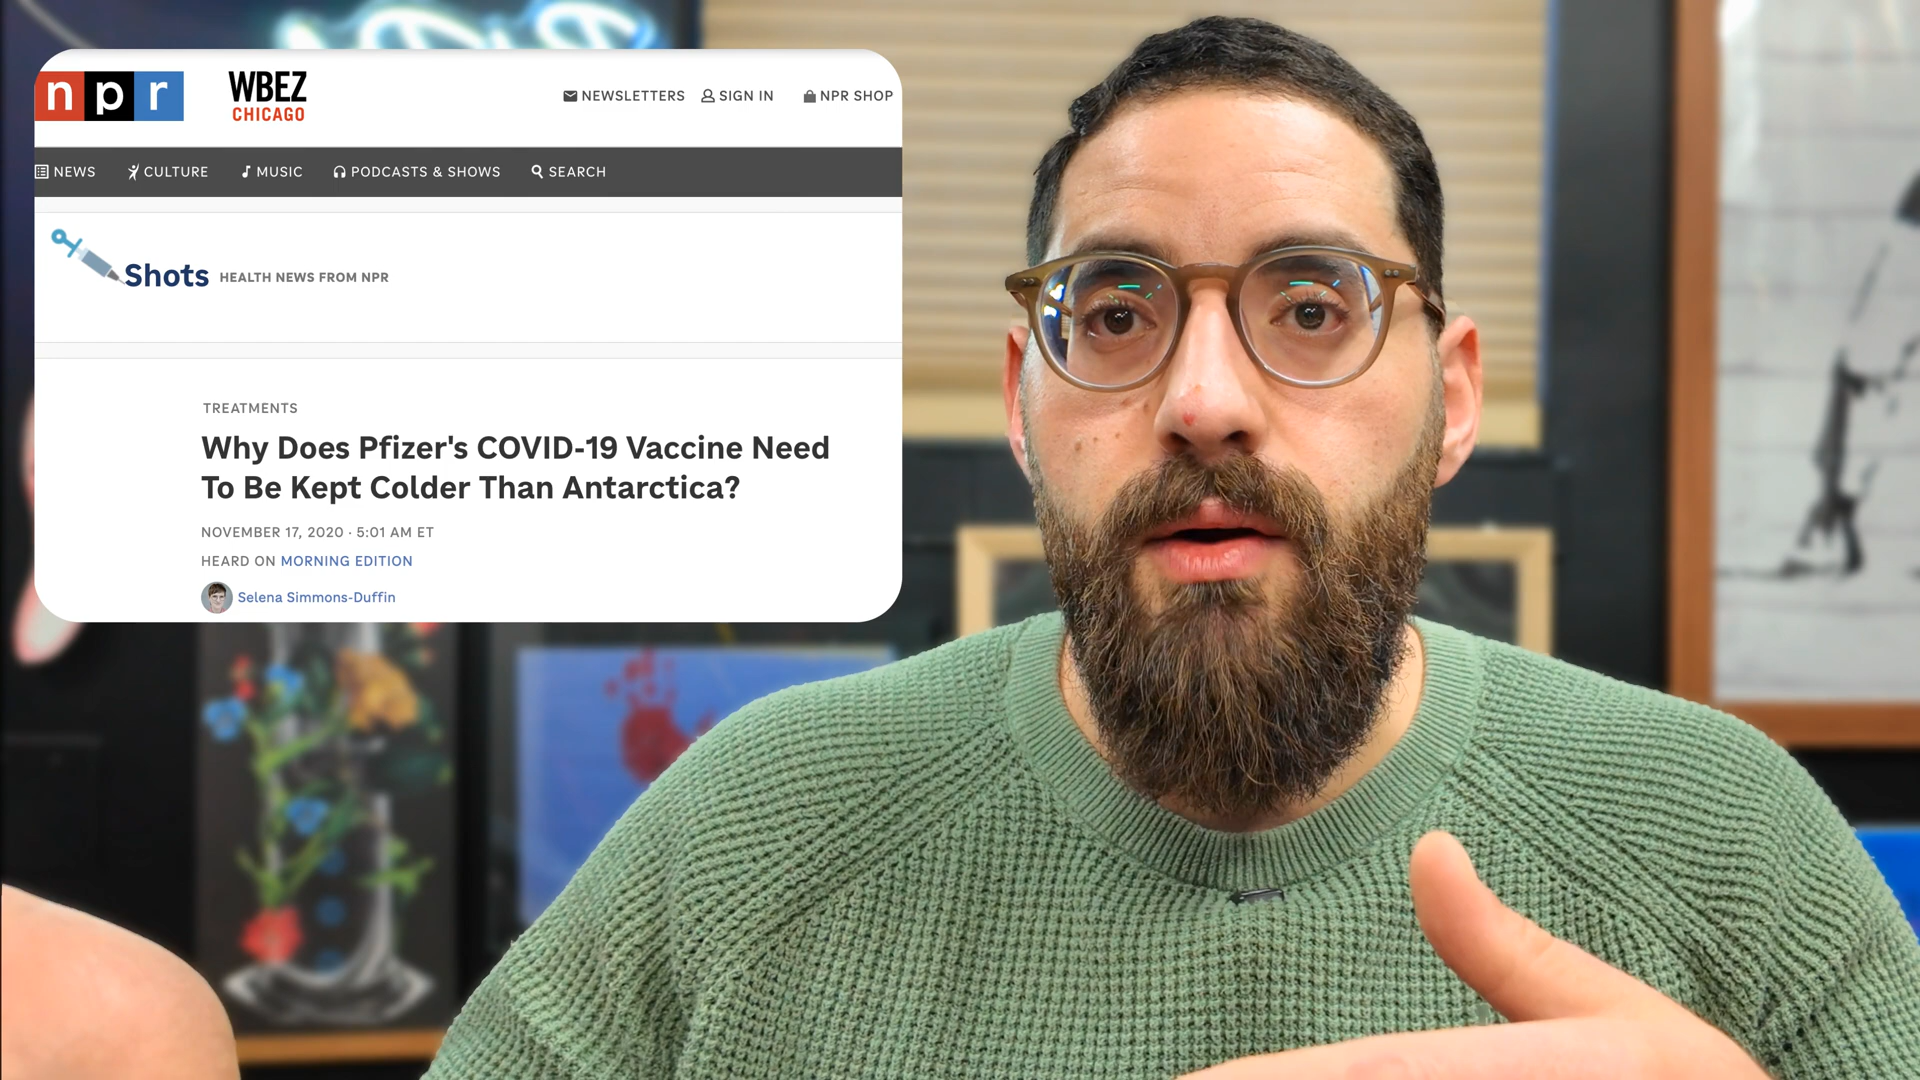 npr
WBEZ
CHICAGO
NEWSLETTERS SIGN IN NPR SHOP
NEWS CULTURE MUSIC PODCASTS & SHOWS SEARCH
Shots HEALTH NEWS FROM NPR
TREATMENTS
Why Does Pfizer's COVID-19 Vaccine Need
To Be Kept Colder Than Antarctica?
NOVEMBER 17, 2020 · 5:01 AM ET
HEARD ON MORNING EDITION
Selena Simmons-Duffin